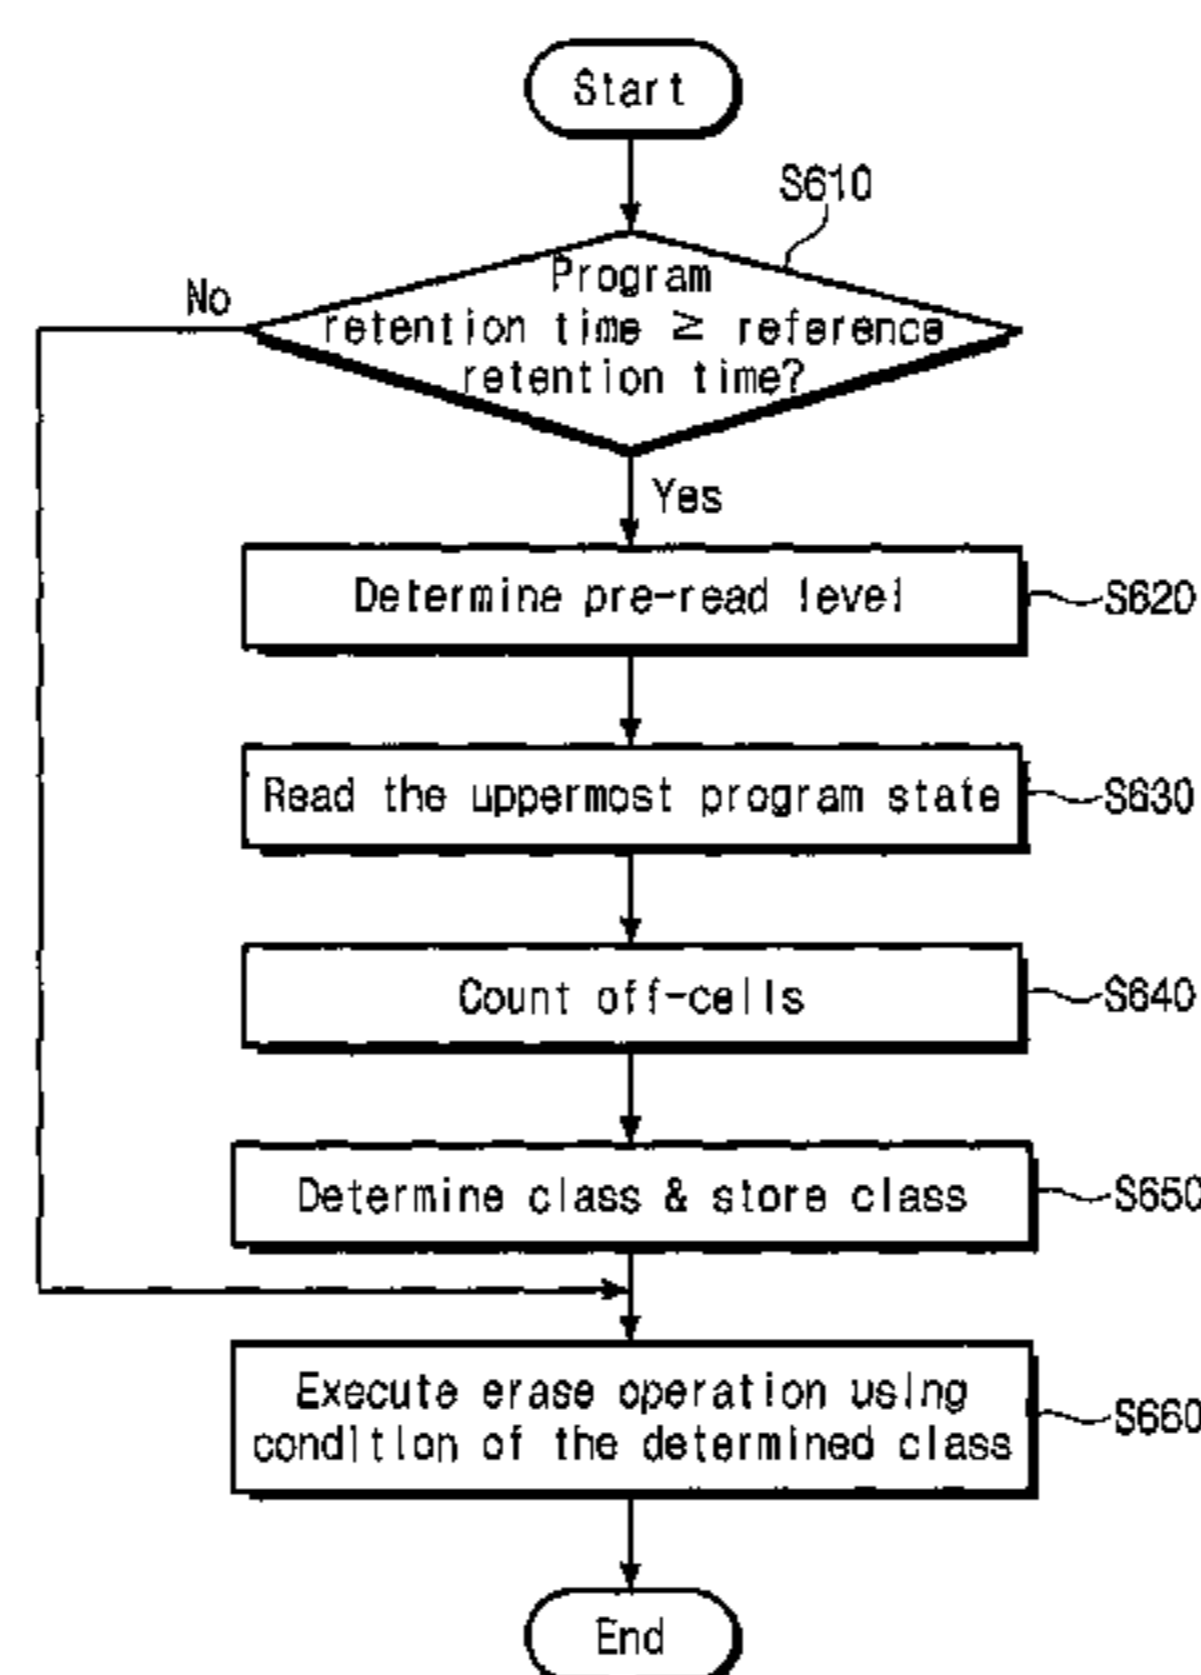 Start
S610
No
Program
retention time ≥ reference
retention time?
Yes
Determine pre-read level
S620
Read the uppermost program state
S630
Count off-cells
S640
Determine class & store class
S650
Execute erase operation using
condition of the determined class
S660
End